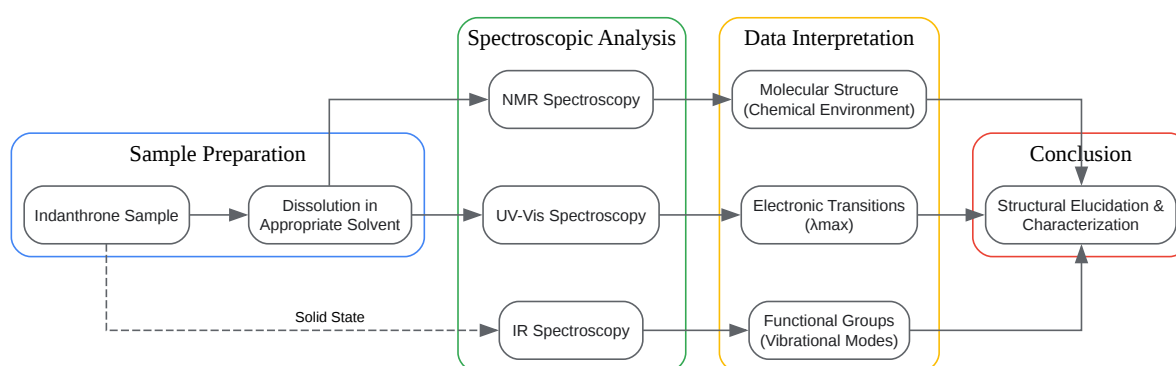 Sample Preparation
Indanthrone Sample
Dissolution in
Appropriate Solvent
Solid State
Spectroscopic Analysis
NMR Spectroscopy
UV-Vis Spectroscopy
IR Spectroscopy
Data Interpretation
Molecular Structure
(Chemical Environment)
Electronic Transitions
(λmax)
Functional Groups
(Vibrational Modes)
Conclusion
Structural Elucidation &
Characterization